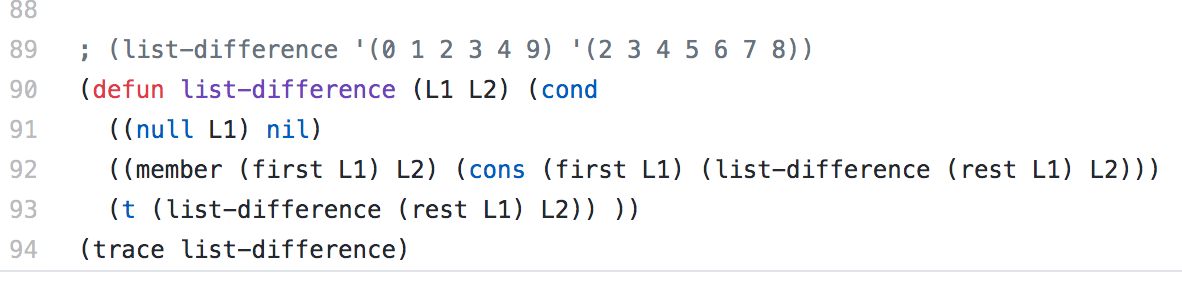 88
89 ; (list-difference '(0 1 2 3 4 9) '(2 3 4 5 6 7 8))
90 (defun list-difference (L1 L2) (cond
91 ((null L1) nil)
92 ((member (first L1) L2) (cons (first L1) (list-difference (rest L1) L2)))
93 (t (list-difference (rest L1) L2)) ))
94 (trace list-difference)